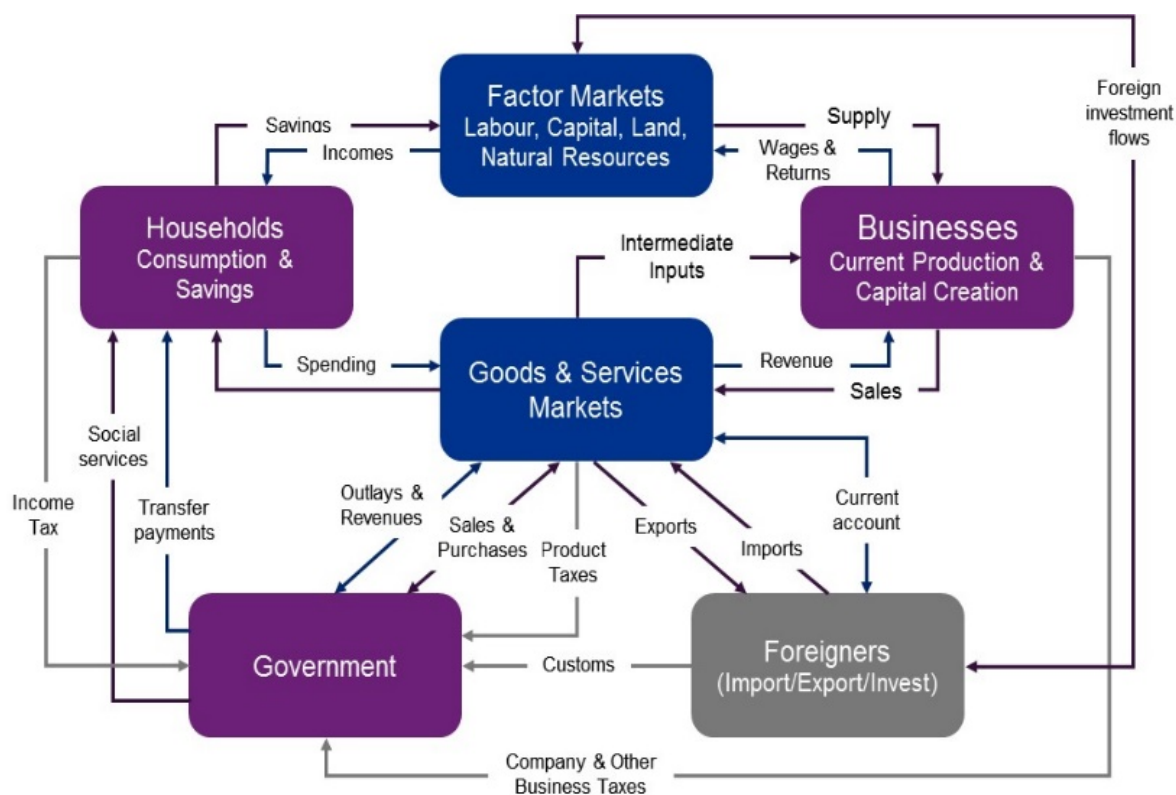 Foreign
investment
flows
Factor Markets
Labour, Capital, Land,
Natural Resources
Savings
Incomes
Supply
Wages &
Returns
Households
Consumption &
Savings
Businesses
Current Production &
Capital Creation
Intermediate
Inputs
Spending
Goods & Services
Markets
Revenue
Sales
Social
services
Income
Tax
Transfer
payments
Outlays &
Revenues
Sales &
Purchases
Product
Taxes
Exports
Imports
Current
account
Government
Customs
Foreigners
(Import/Export/Invest)
Company & Other
Business Taxes